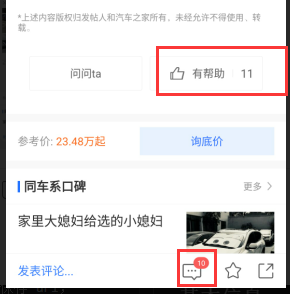 *上述内容版权归发帖人和汽车之家所有，未经允许不得使用、转
载。
问问ta
有帮助 11
参考价: 23.48万起
询底价
同车系口碑
更多
家里大媳妇给选的小媳妇
发表评论...
10